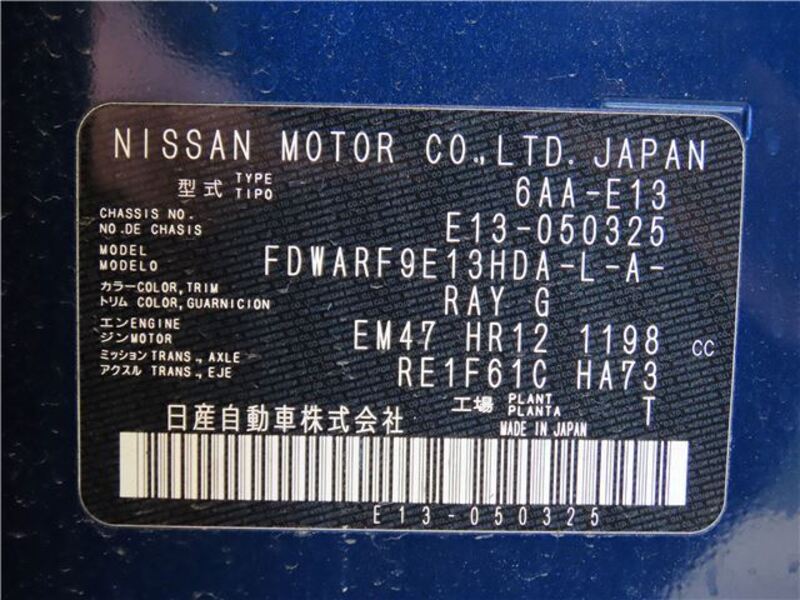 NISSAN MOTOR CO.,LTD. JAPAN
型式 TYPE TIPO 6AA-E13
CHASSIS NO. NO.DE CHASIS E13-050325
MODEL MODELO FDWARF9E13HDA-L-A-
カラーCOLOR,TRIM トリム COLOR,GUARNICION RAY G
エンENGINE ジンMOTOR EM47 HR12 1198 CC
ミッション TRANS.,AXLE アクスル TRANS.,EJE RE1F61C HA73
工場 PLANT PLANTA T
日産自動車株式会社 MADE IN JAPAN
E13-050325